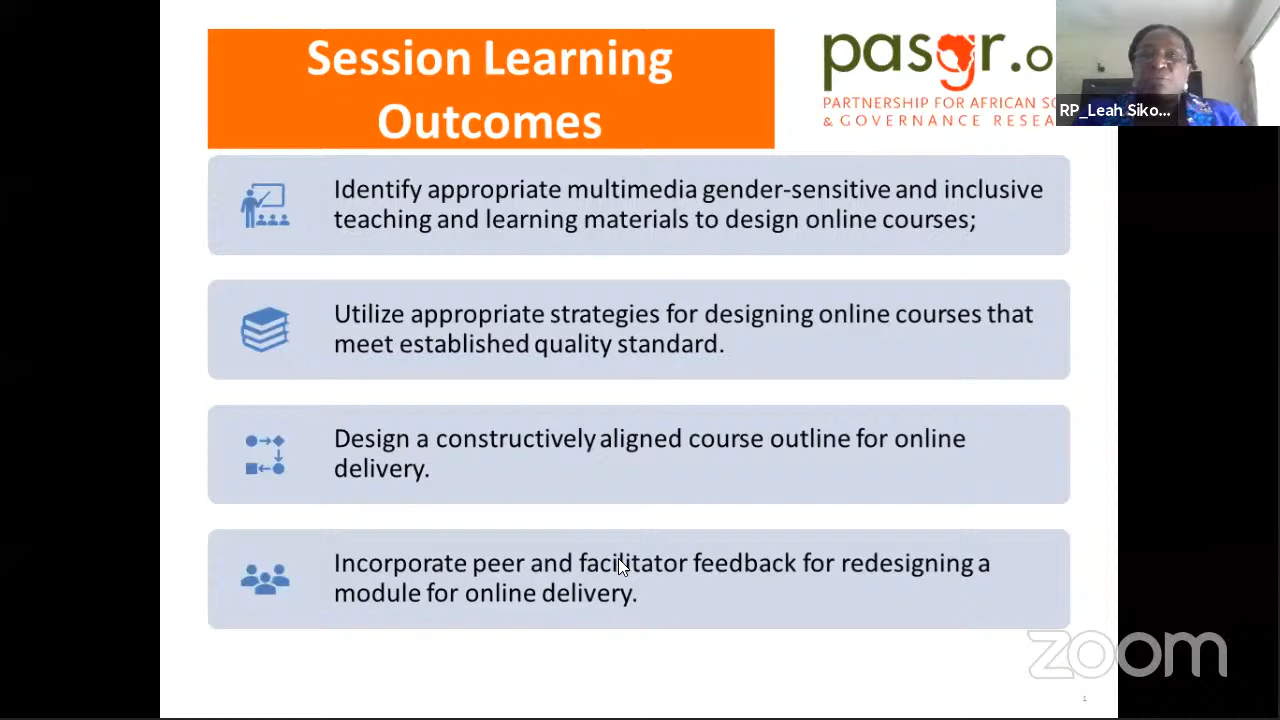 Session Learning
Outcomes
pasgr.o
PARTNERSHIP FOR AFRICAN SO
& GOVERNANCE RESEA
RP_Leah Siko...
Identify appropriate multimedia gender-sensitive and inclusive
teaching and learning materials to design online courses;
Utilize appropriate strategies for designing online courses that
meet established quality standard.
Design a constructively aligned course outline for online
delivery.
Incorporate peer and facilitator feedback for redesigning a
module for online delivery.
zoom
1